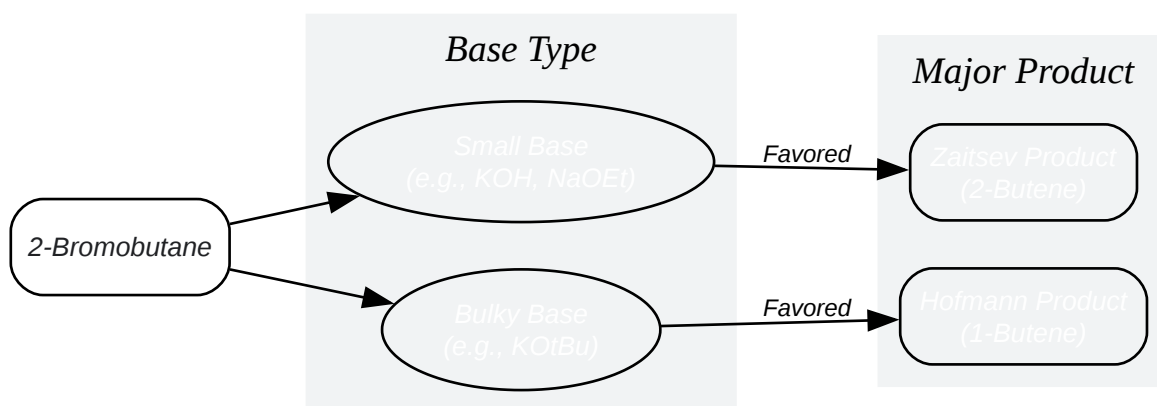 Base Type
Major Product
Small Base
(e.g., KOH, NaOEt)
Favored
Zaitsev Product
(2-Butene)
2-Bromobutane
Bulky Base
(e.g., KOtBu)
Favored
Hofmann Product
(1-Butene)